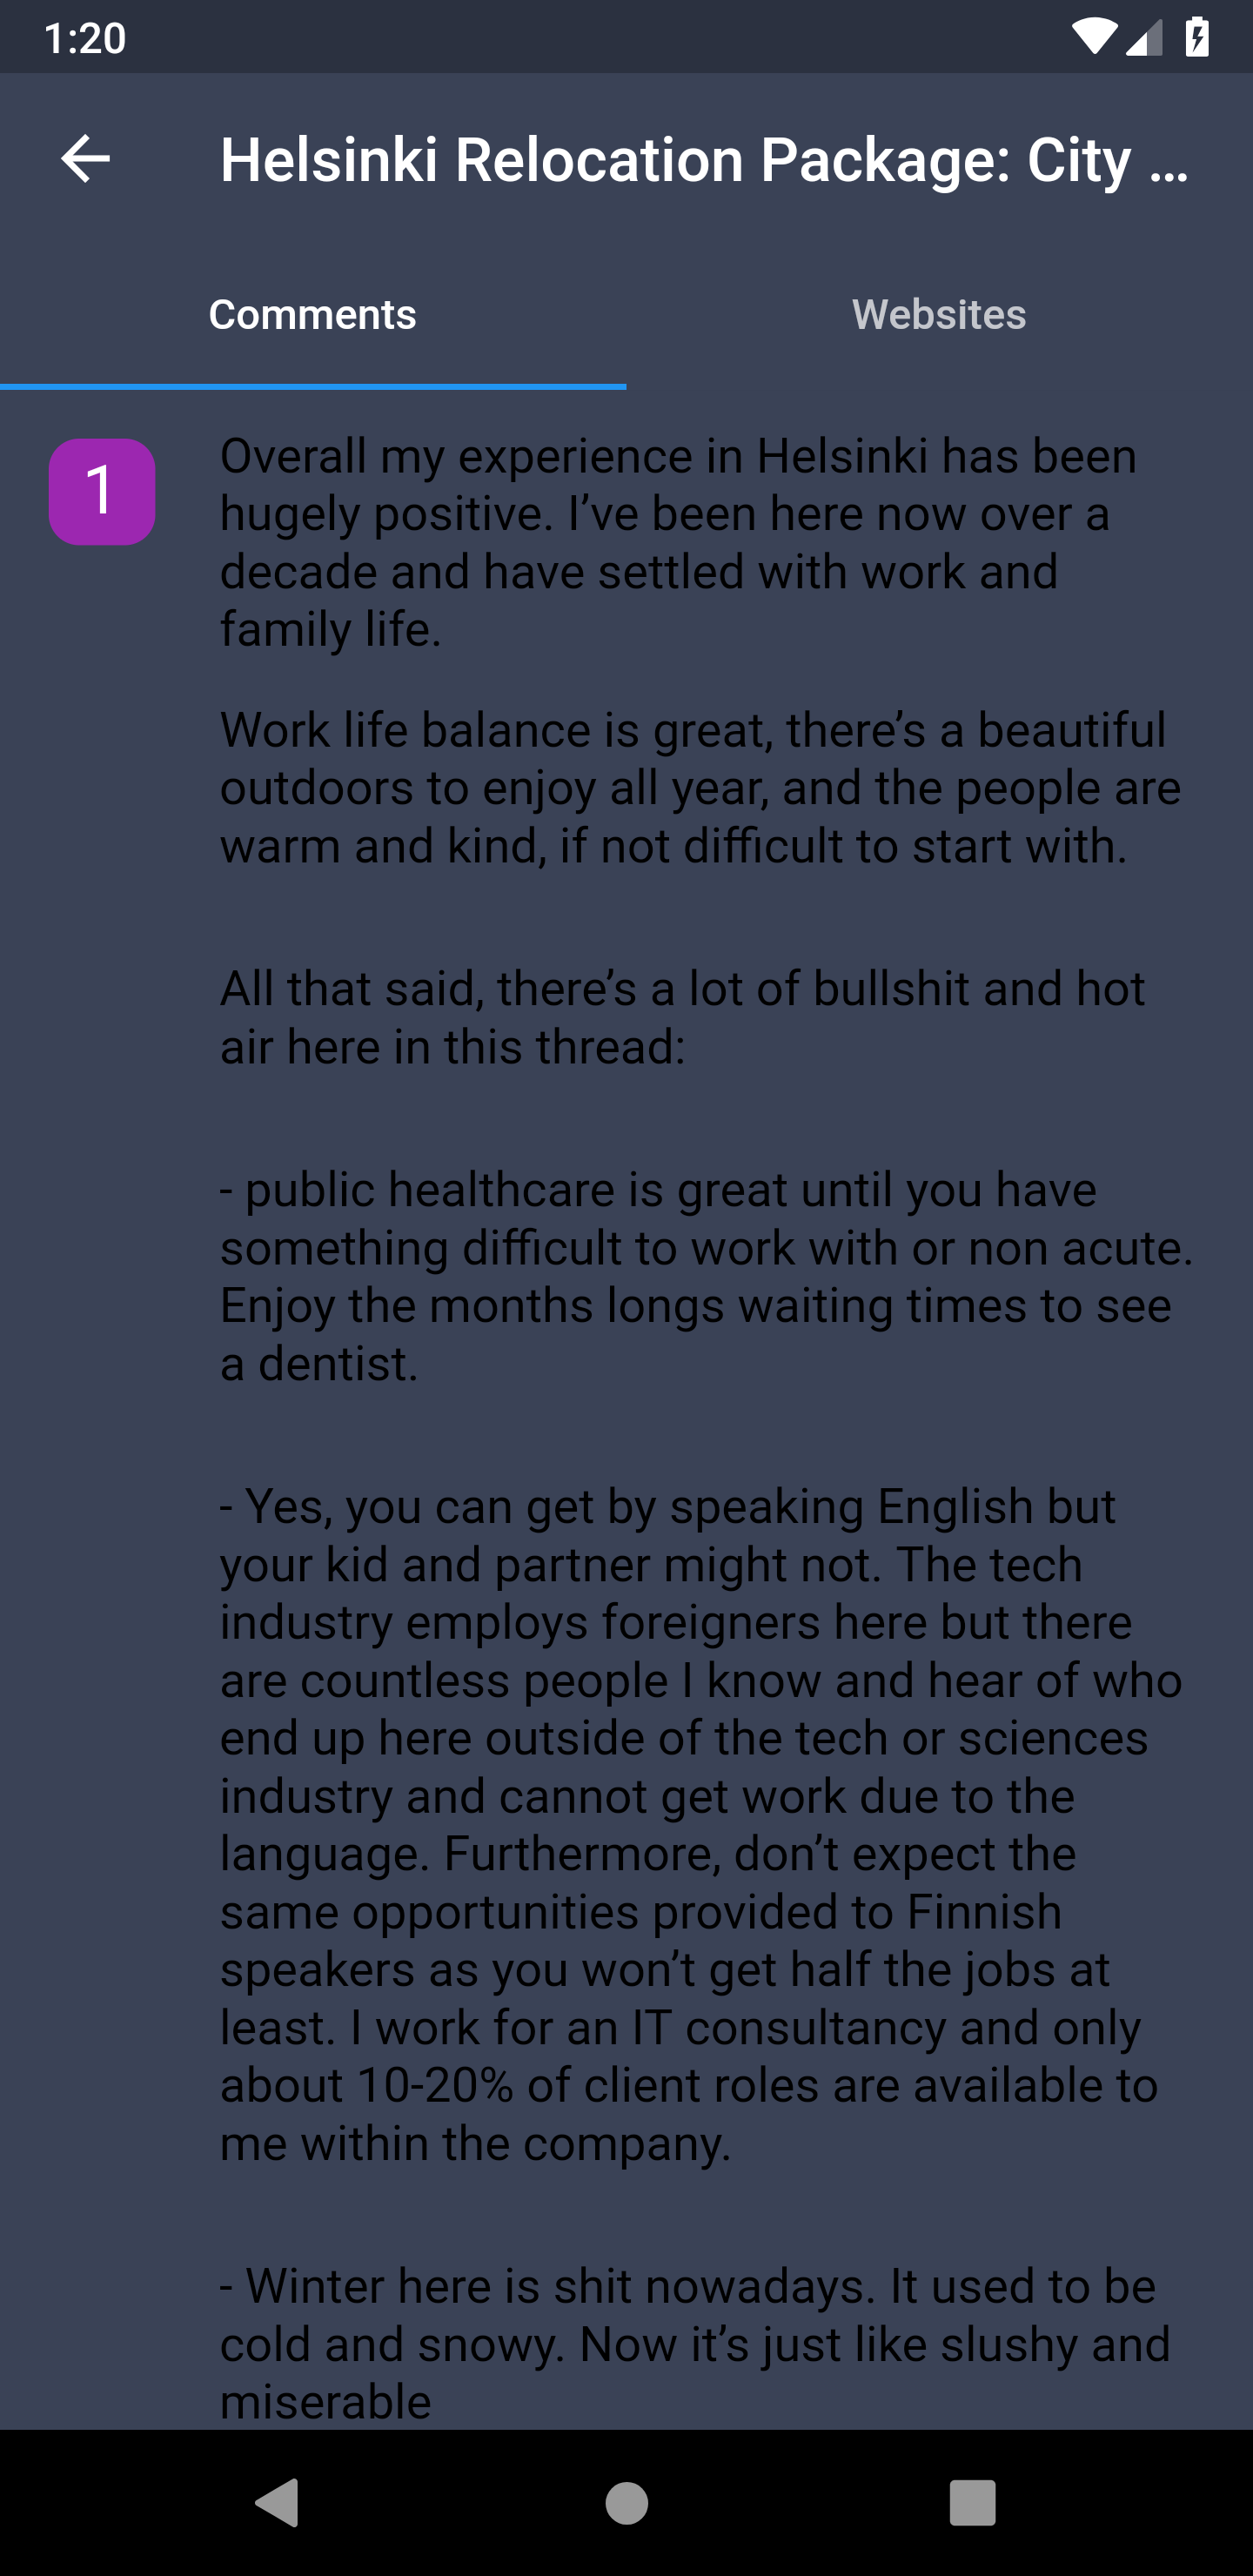 1:20
Helsinki Relocation Package: City ...
Comments
Websites
1
Overall my experience in Helsinki has been
hugely positive. I’ve been here now over a
decade and have settled with work and
family life.
Work life balance is great, there’s a beautiful
outdoors to enjoy all year, and the people are
warm and kind, if not difficult to start with.
All that said, there’s a lot of bullshit and hot
air here in this thread:
- public healthcare is great until you have
something difficult to work with or non acute.
Enjoy the months longs waiting times to see
a dentist.
- Yes, you can get by speaking English but
your kid and partner might not. The tech
industry employs foreigners here but there
are countless people I know and hear of who
end up here outside of the tech or sciences
industry and cannot get work due to the
language. Furthermore, don’t expect the
same opportunities provided to Finnish
speakers as you won’t get half the jobs at
least. I work for an IT consultancy and only
about 10-20% of client roles are available to
me within the company.
- Winter here is shit nowadays. It used to be
cold and snowy. Now it’s just like slushy and
miserable